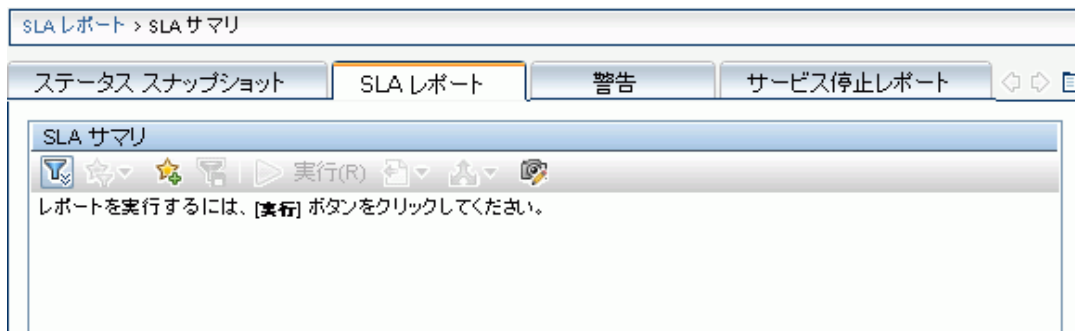 SLA レポート > SLA サマリ
ステータス スナップショット SLA レポート 警告 サービス停止レポート
SLA サマリ
実行(R)
レポートを実行するには、[実行] ボタンをクリックしてください。